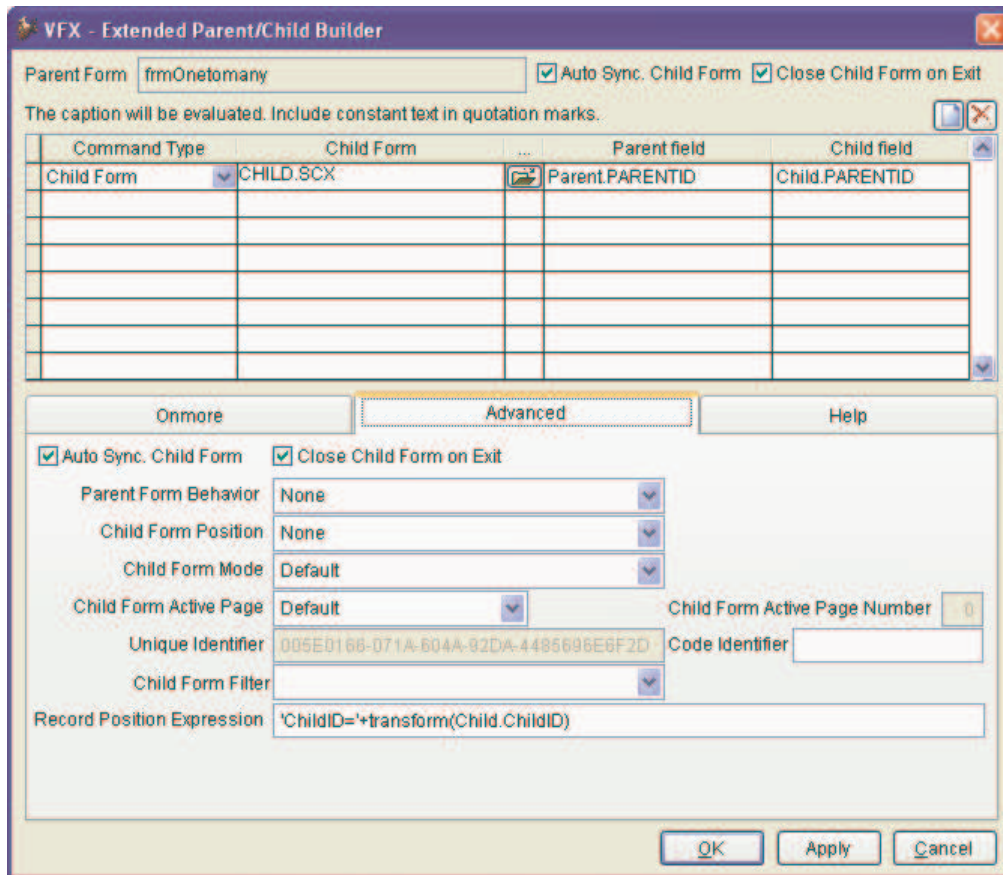 VFX - Extended Parent/Child Builder
Parent Form frmOnetomany Auto Sync. Child Form Close Child Form on Exit
The caption will be evaluated. Include constant text in quotation marks.
Command Type Child Form ... Parent field Child field
Child Form CHILD.SCX Parent.PARENTID Child.PARENTID
Onmore Advanced Help
Auto Sync. Child Form Close Child Form on Exit
Parent Form Behavior None
Child Form Position None
Child Form Mode Default
Child Form Active Page Default Child Form Active Page Number 0
Unique Identifier 005E0166-071A-604A-92DA-4485696E6F2D Code Identifier
Child Form Filter
Record Position Expression 'ChildID='+transform(Child.ChildID)
OK Apply Cancel